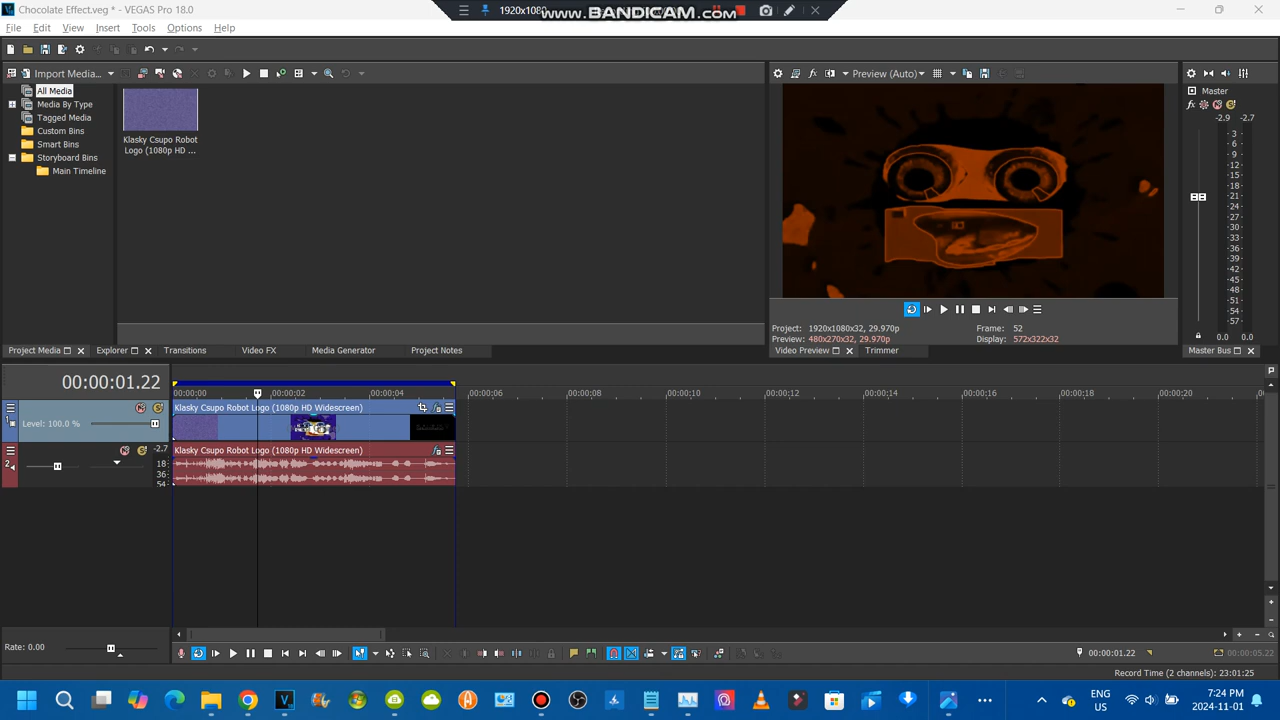 Chocolate Effect.veg * - VEGAS Pro 18.0
1920x1080
www.BANDICAM.com
File Edit View Insert Tools Options Help
Import Media...
All Media
Media By Type
Tagged Media
Custom Bins
Smart Bins
Storyboard Bins
Main Timeline
Klasky Csupo Robot
Logo (1080p HD ...
Preview (Auto)
Project: 1920x1080x32, 29.970p
Frame: 52
Preview: 480x270x32, 29.970p
Display: 572x322x32
Master
-2.9 -2.7
3
6
9
12
15
18
21
24
27
30
33
36
39
42
45
48
51
54
57
0.0 0.0
Project Media Explorer Transitions Video FX Media Generator Project Notes
Video Preview Trimmer
Master Bus
00:00:01.22
00:00:00 00:00:02 00:00:04 00:00:06 00:00:08 00:00:10 00:00:12 00:00:14 00:00:16 00:00:18 00:00:20
Klasky Csupo Robot Logo (1080p HD Widescreen)
1
Level: 100.0 %
Klasky Csupo Robot Logo (1080p HD Widescreen)
-2.7
2
18
36
54
Rate: 0.00
00:00:01.22
00:00:05.22
Record Time (2 channels): 23:01:25
ENG
US
7:24 PM
2024-11-01